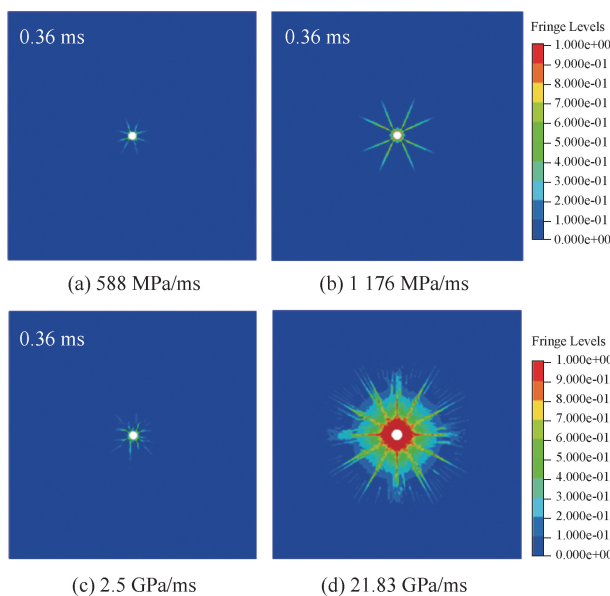 0.36 ms
0.36 ms
Fringe Levels
1.000e+00
9.000e-01
8.000e-01
7.000e-01
6.000e-01
5.000e-01
4.000e-01
3.000e-01
2.000e-01
1.000e-01
0.000e+00
(a) 588 MPa/ms
(b) 1 176 MPa/ms
0.36 ms
Fringe Levels
1.000e+00
9.000e-01
8.000e-01
7.000e-01
6.000e-01
5.000e-01
4.000e-01
3.000e-01
2.000e-01
1.000e-01
0.000e+00
(c) 2.5 GPa/ms
(d) 21.83 GPa/ms